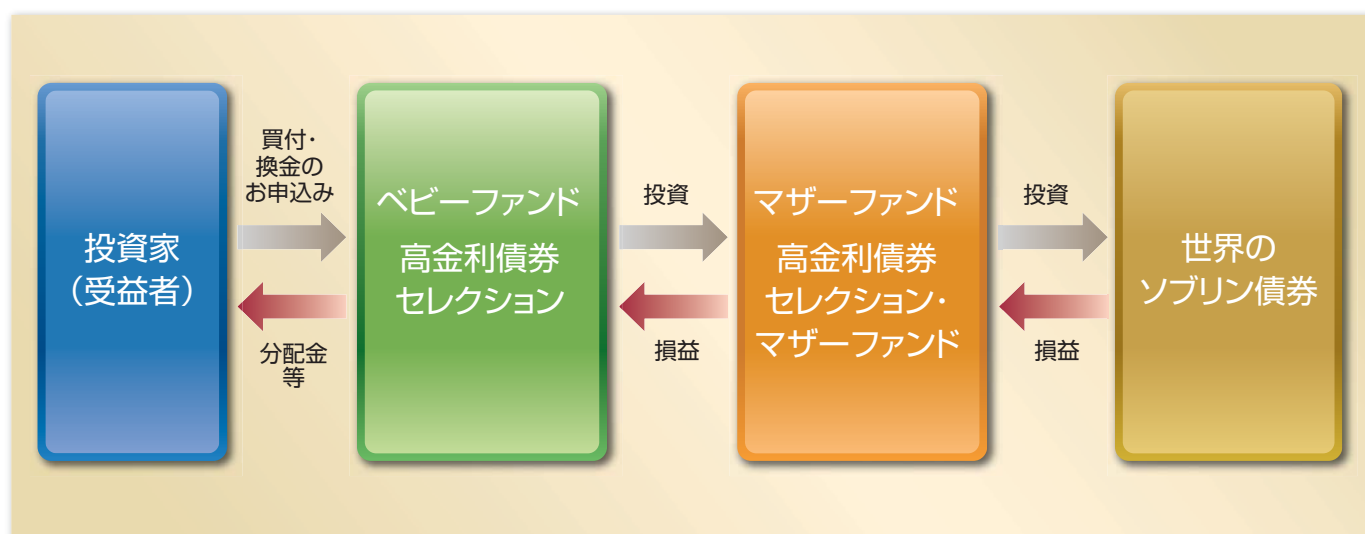 投資家
（受益者）
買付・
換金の
お申込み
分配金
等
ベビーファンド
高金利債券
セレクション
投資
損益
マザーファンド
高金利債券
セレクション・
マザーファンド
投資
損益
世界の
ソブリン債券